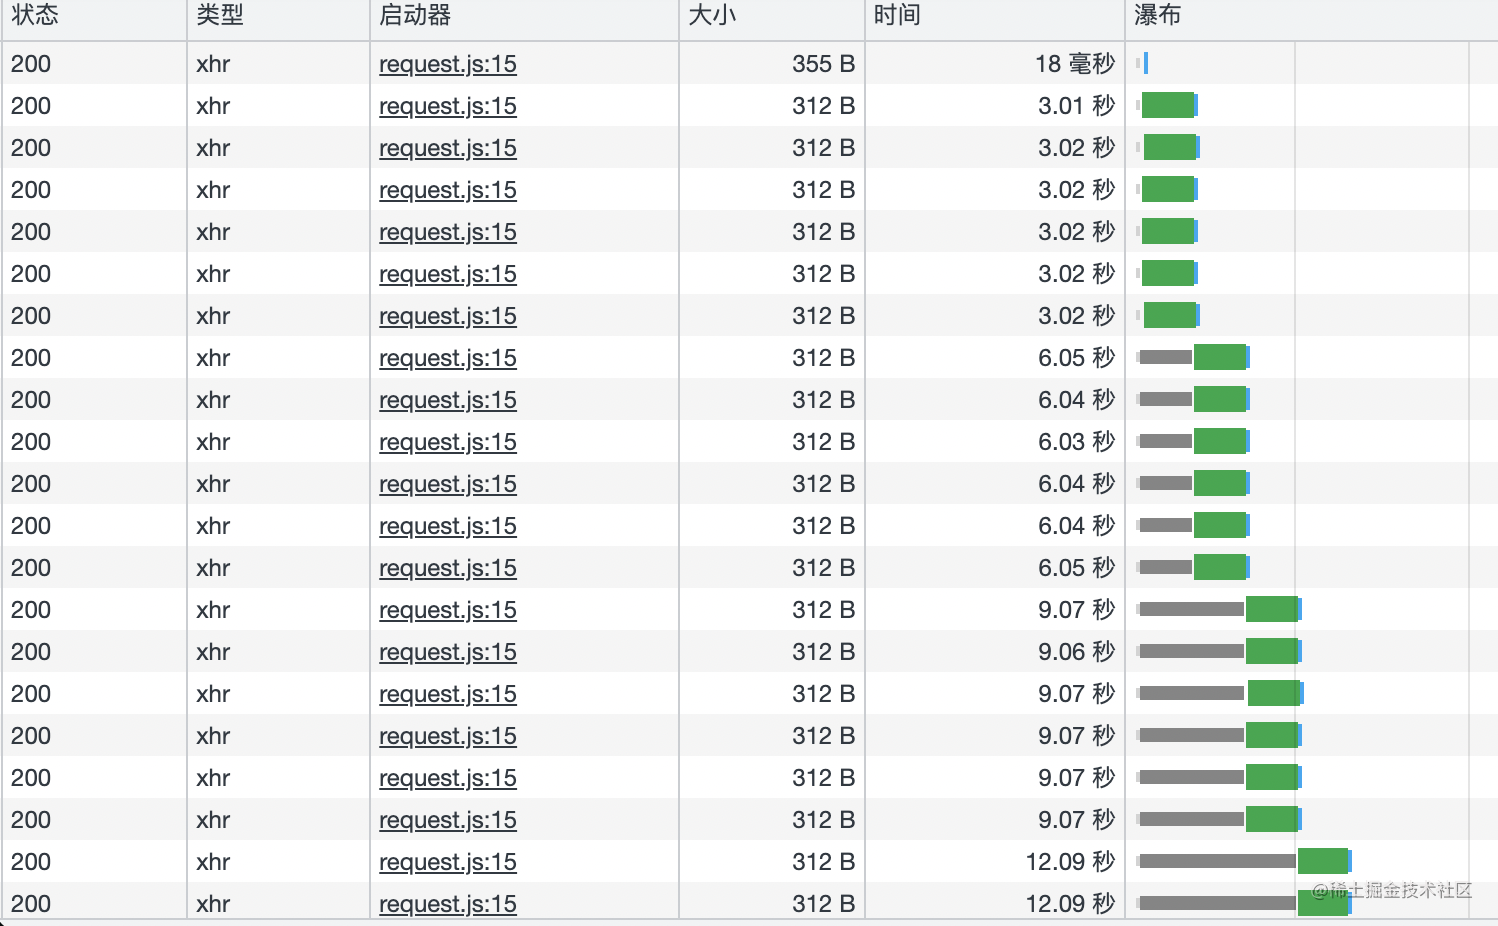 状态 类型 启动器 大小 时间 瀑布
200 xhr request.js:15 355 B 18 毫秒
200 xhr request.js:15 312 B 3.01 秒
200 xhr request.js:15 312 B 3.02 秒
200 xhr request.js:15 312 B 3.02 秒
200 xhr request.js:15 312 B 3.02 秒
200 xhr request.js:15 312 B 3.02 秒
200 xhr request.js:15 312 B 3.02 秒
200 xhr request.js:15 312 B 6.05 秒
200 xhr request.js:15 312 B 6.04 秒
200 xhr request.js:15 312 B 6.03 秒
200 xhr request.js:15 312 B 6.04 秒
200 xhr request.js:15 312 B 6.04 秒
200 xhr request.js:15 312 B 6.05 秒
200 xhr request.js:15 312 B 9.07 秒
200 xhr request.js:15 312 B 9.06 秒
200 xhr request.js:15 312 B 9.07 秒
200 xhr request.js:15 312 B 9.07 秒
200 xhr request.js:15 312 B 9.07 秒
200 xhr request.js:15 312 B 9.07 秒
200 xhr request.js:15 312 B 12.09 秒
@稀土掘金技术社区
200 xhr request.js:15 312 B 12.09 秒